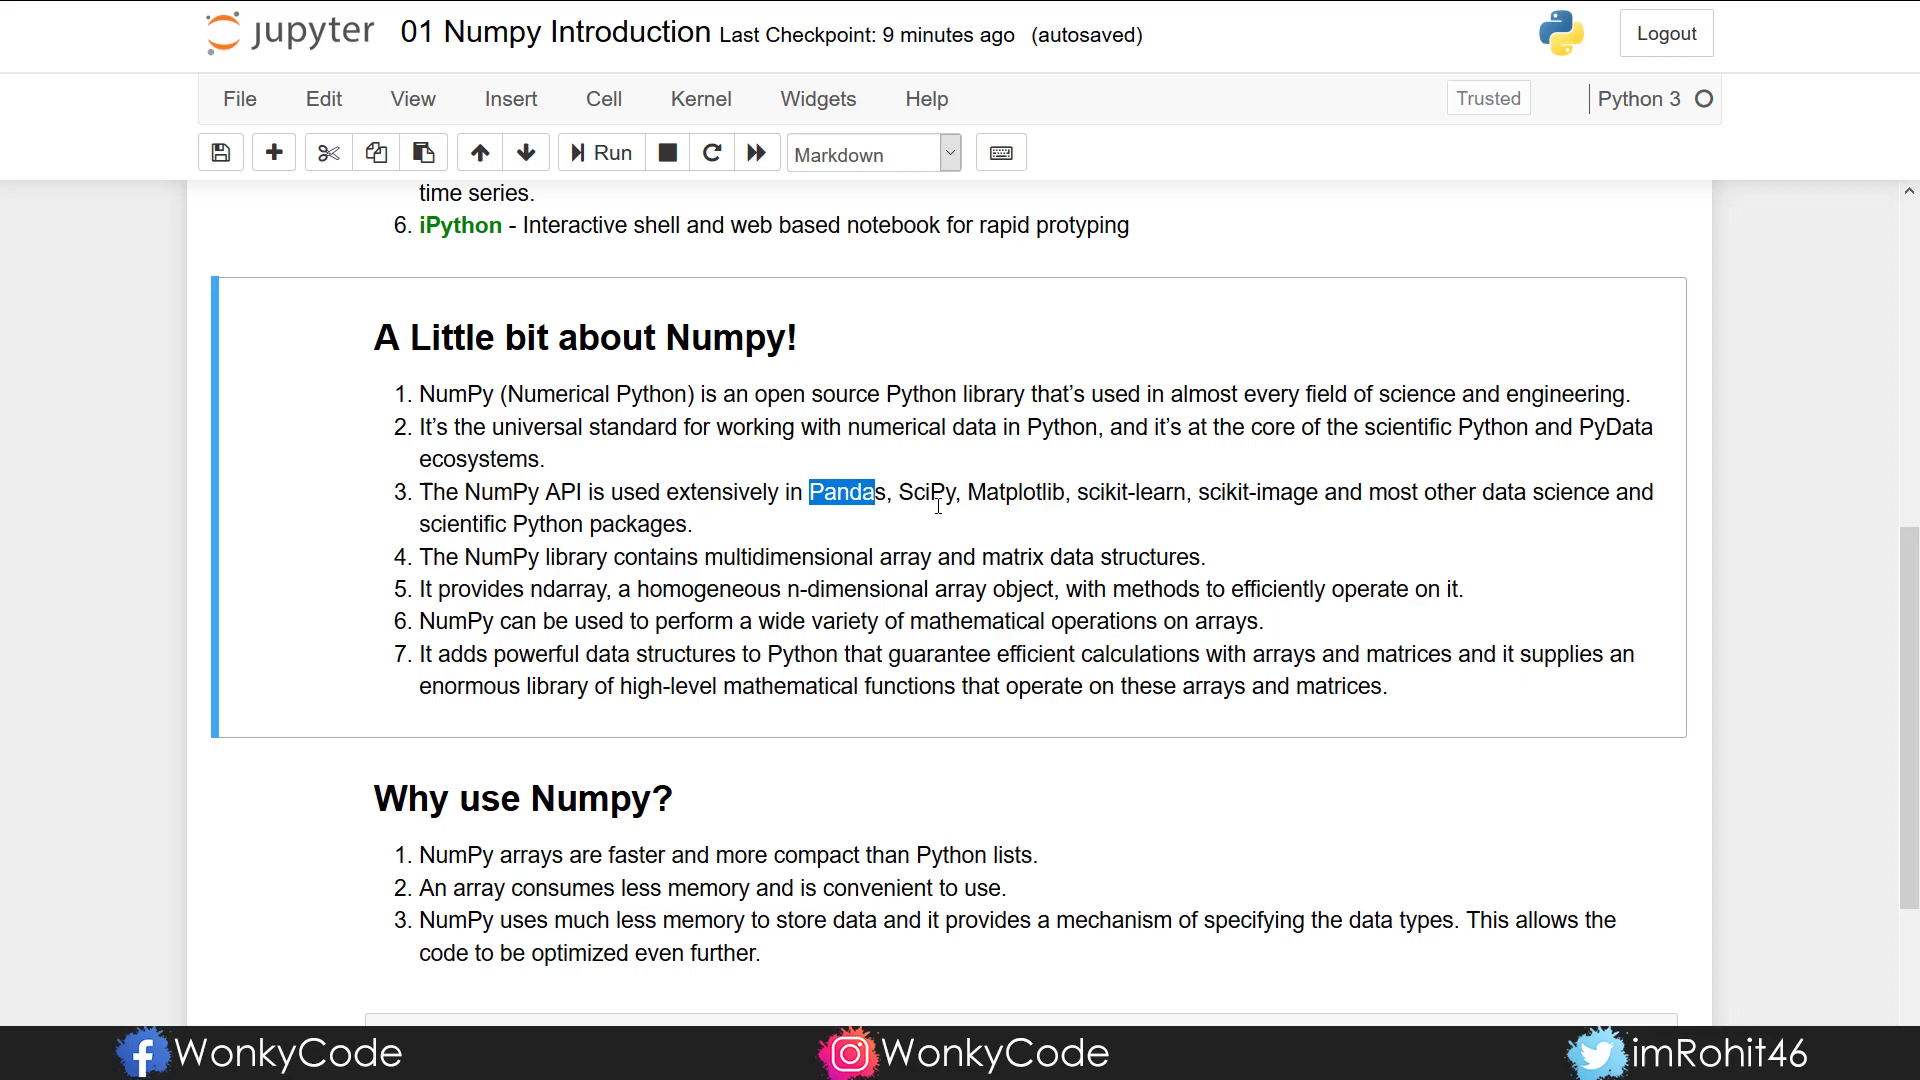 jupyter 01 Numpy Introduction Last Checkpoint: 9 minutes ago (autosaved) Logout
File Edit View Insert Cell Kernel Widgets Help Trusted Python 3
Run Markdown
time series.
6. iPython - Interactive shell and web based notebook for rapid protyping
A Little bit about Numpy!
1. NumPy (Numerical Python) is an open source Python library that’s used in almost every field of science and engineering.
2. It’s the universal standard for working with numerical data in Python, and it’s at the core of the scientific Python and PyData
ecosystems.
3. The NumPy API is used extensively in Pandas, SciPy, Matplotlib, scikit-learn, scikit-image and most other data science and
scientific Python packages.
4. The NumPy library contains multidimensional array and matrix data structures.
5. It provides ndarray, a homogeneous n-dimensional array object, with methods to efficiently operate on it.
6. NumPy can be used to perform a wide variety of mathematical operations on arrays.
7. It adds powerful data structures to Python that guarantee efficient calculations with arrays and matrices and it supplies an
enormous library of high-level mathematical functions that operate on these arrays and matrices.
Why use Numpy?
1. NumPy arrays are faster and more compact than Python lists.
2. An array consumes less memory and is convenient to use.
3. NumPy uses much less memory to store data and it provides a mechanism of specifying the data types. This allows the
code to be optimized even further.
WonkyCode WonkyCode imRohit46